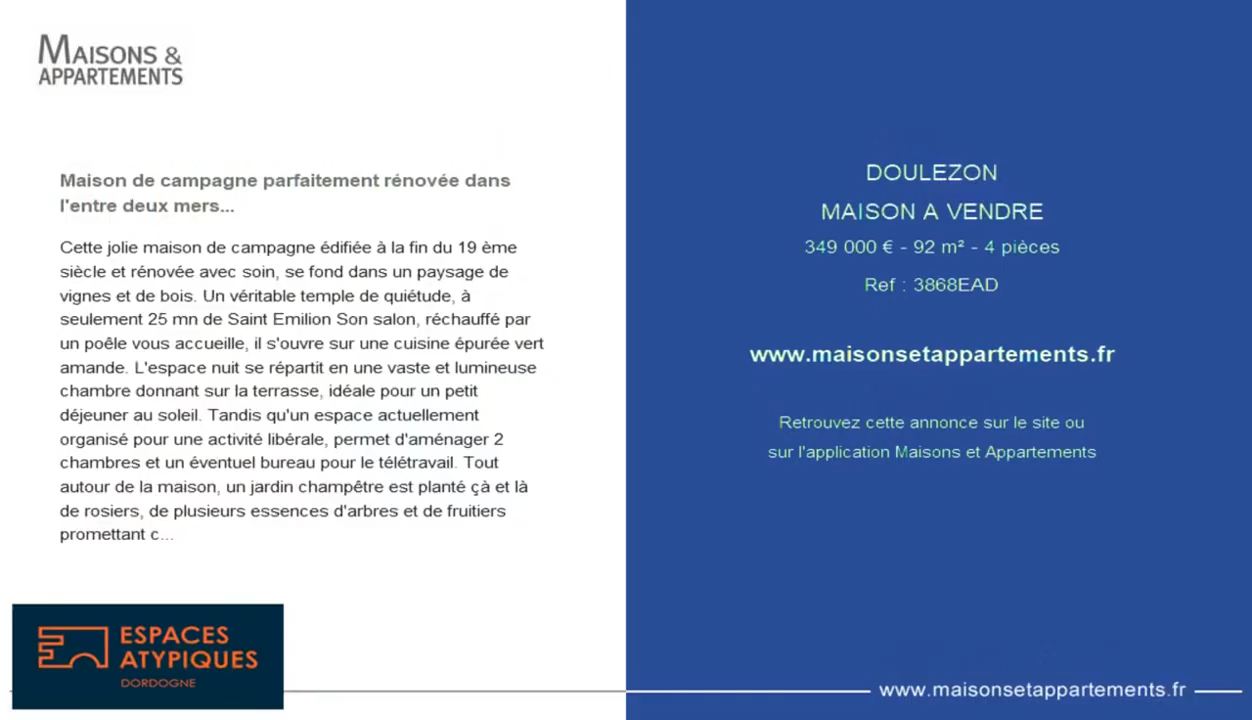 MAISONS &
APPARTEMENTS
Maison de campagne parfaitement rénovée dans
l'entre deux mers...
Cette jolie maison de campagne édifiée à la fin du 19 ème
siècle et rénovée avec soin, se fond dans un paysage de
vignes et de bois. Un véritable temple de quiétude, à
seulement 25 mn de Saint Emilion Son salon, réchauffé par
un poêle vous accueille, il s'ouvre sur une cuisine épurée vert
amande. L'espace nuit se répartit en une vaste et lumineuse
chambre donnant sur la terrasse, idéale pour un petit
déjeuner au soleil. Tandis qu'un espace actuellement
organisé pour une activité libérale, permet d'aménager 2
chambres et un éventuel bureau pour le télétravail. Tout
autour de la maison, un jardin champêtre est planté çà et là
de rosiers, de plusieurs essences d'arbres et de fruitiers
promettant c...
ESPACES
ATYPIQUES
DORDOGNE
DOULEZON
MAISON A VENDRE
349 000 € - 92 m² - 4 pièces
Ref : 3868EAD
www.maisonsetappartements.fr
Retrouvez cette annonce sur le site ou
sur l'application Maisons et Appartements
www.maisonsetappartements.fr